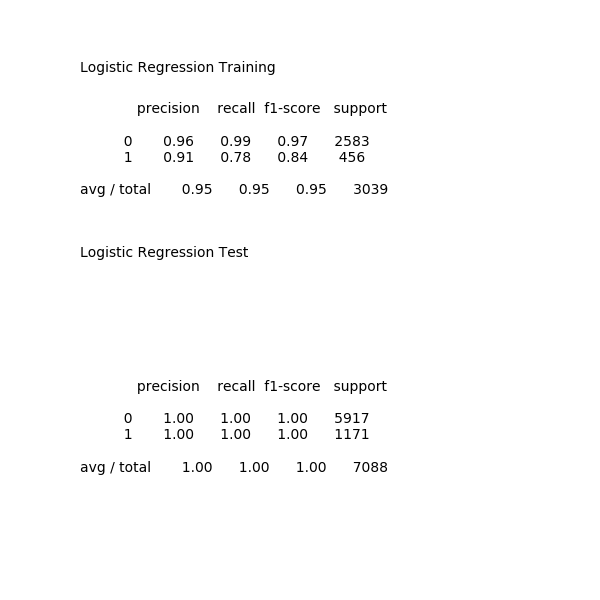 Logistic Regression Training
precision recall f1-score support
0 0.96 0.99 0.97 2583
1 0.91 0.78 0.84 456
avg / total 0.95 0.95 0.95 3039
Logistic Regression Test
precision recall f1-score support
0 1.00 1.00 1.00 5917
1 1.00 1.00 1.00 1171
avg / total 1.00 1.00 1.00 7088